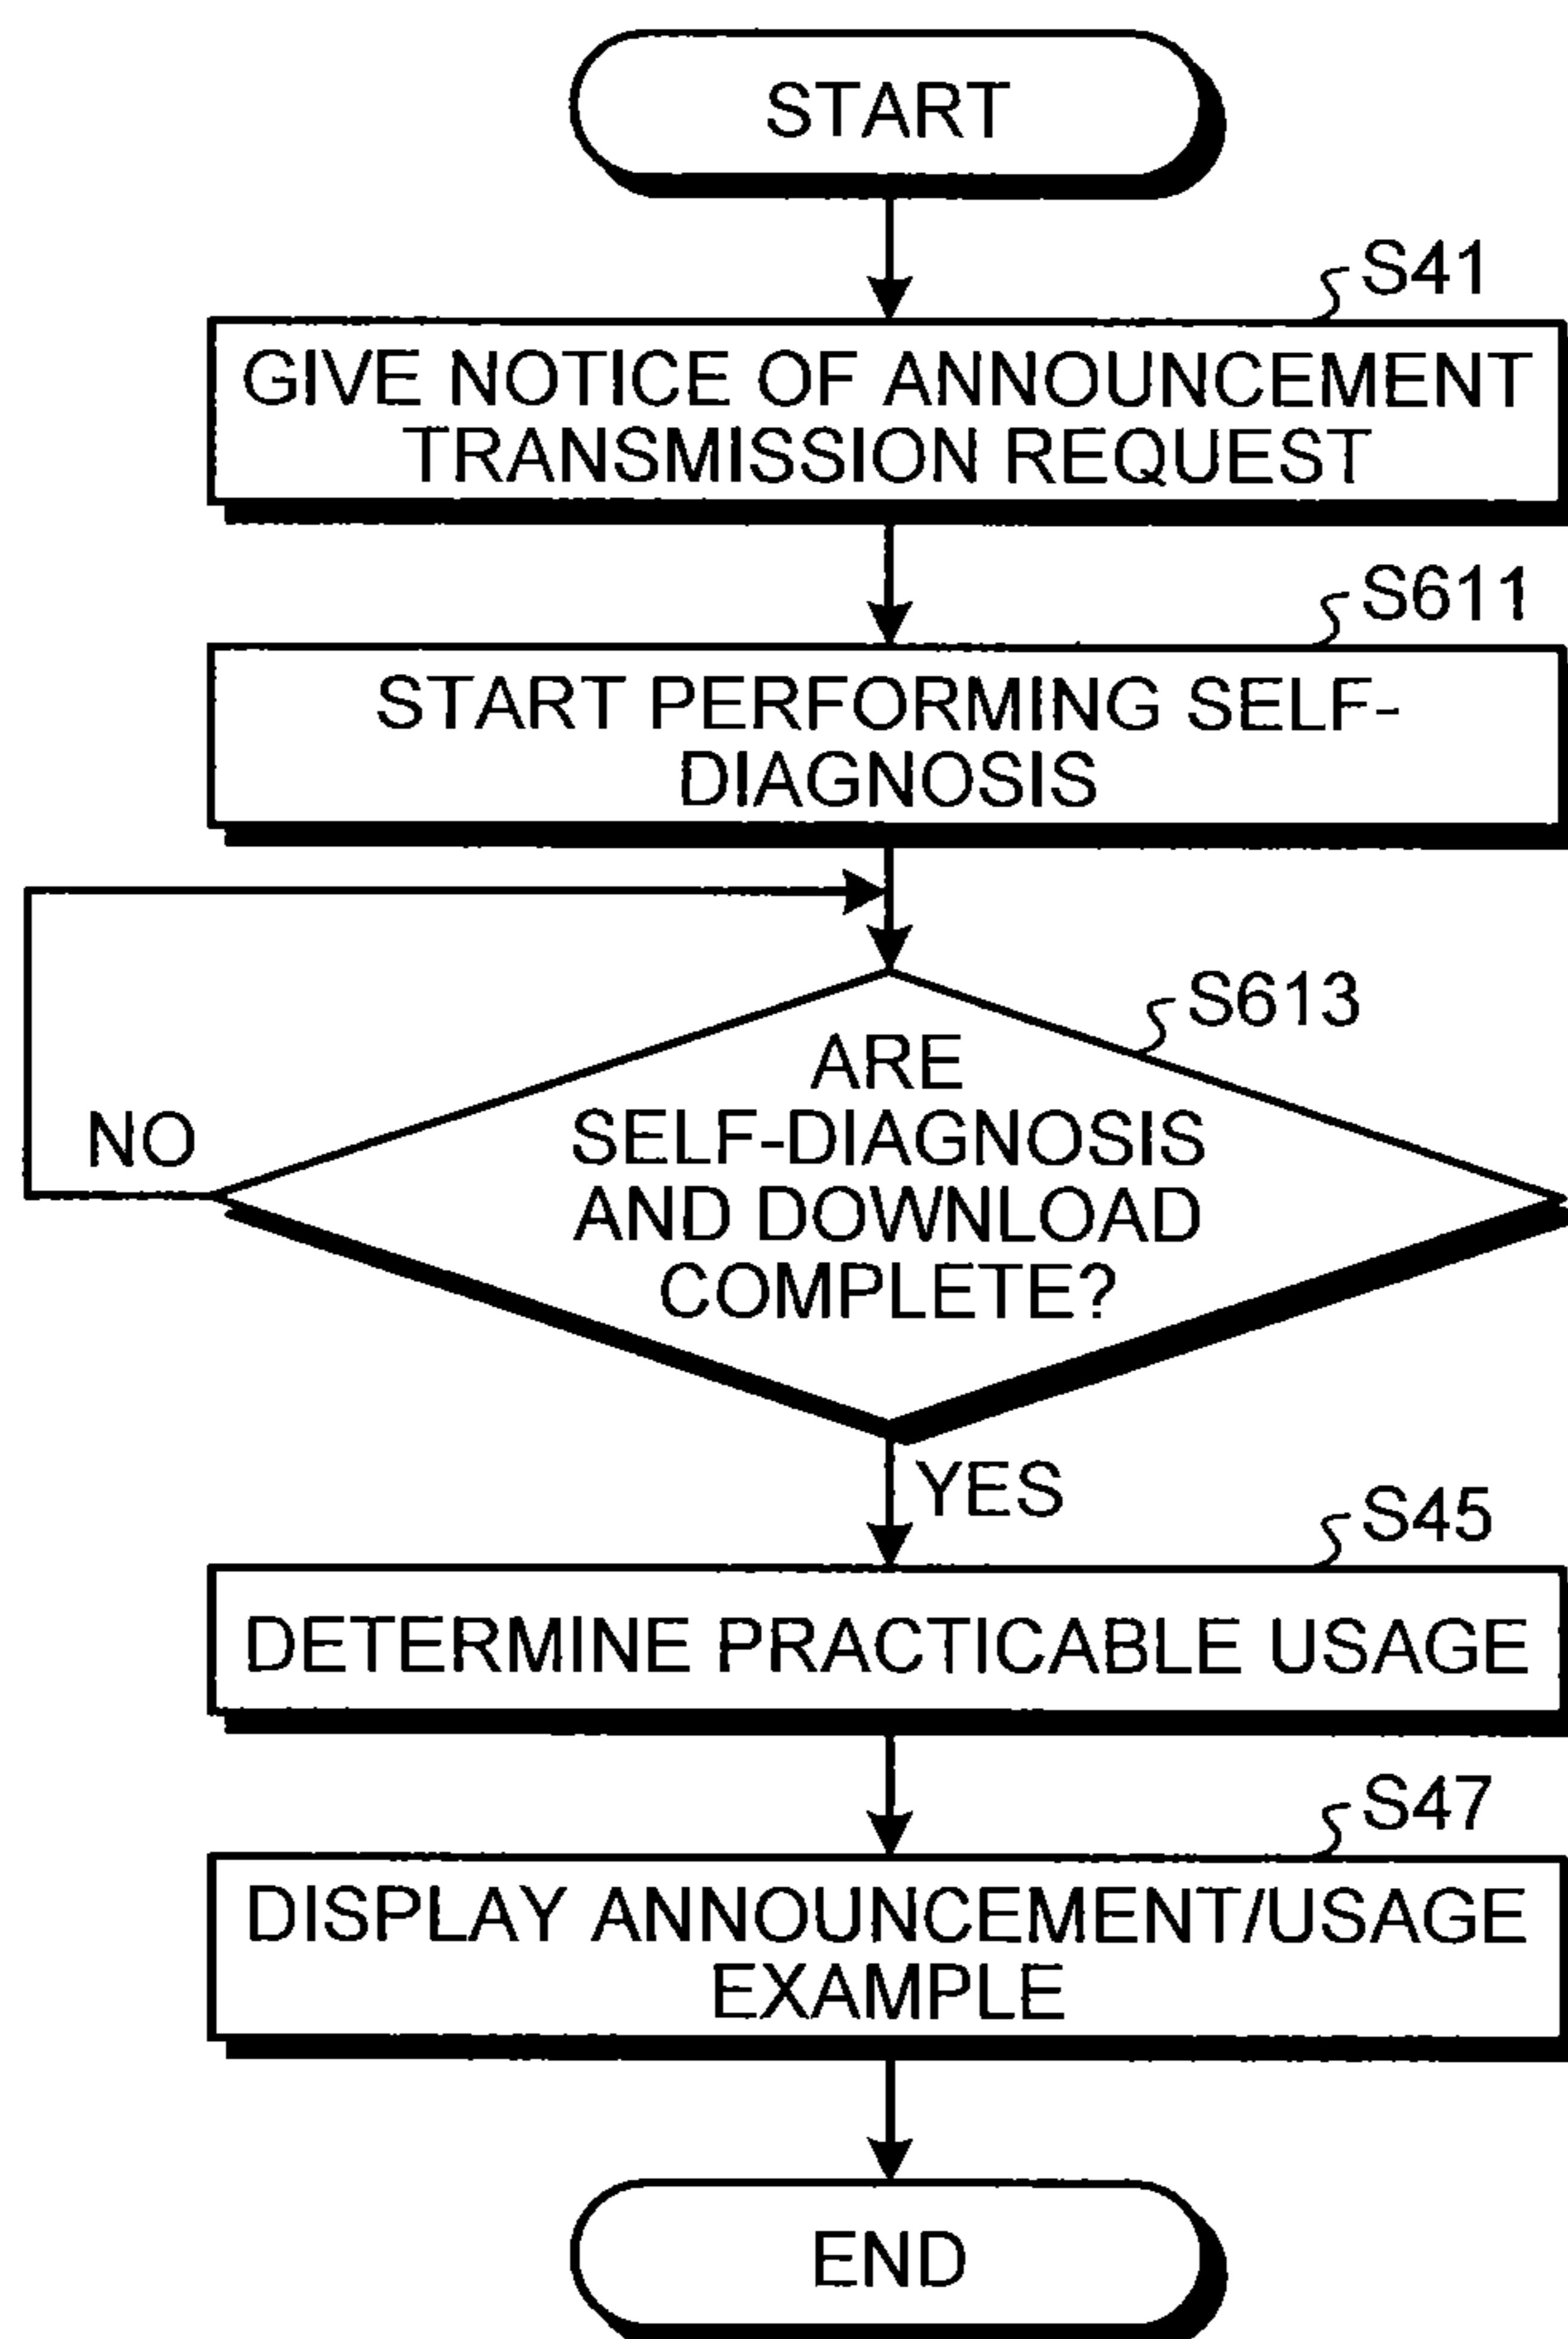 START
S41
GIVE NOTICE OF ANNOUNCEMENT
TRANSMISSION REQUEST
S611
START PERFORMING SELF-
DIAGNOSIS
S613
ARE
SELF-DIAGNOSIS
AND DOWNLOAD
COMPLETE?
NO
YES
S45
DETERMINE PRACTICABLE USAGE
S47
DISPLAY ANNOUNCEMENT/USAGE
EXAMPLE
END